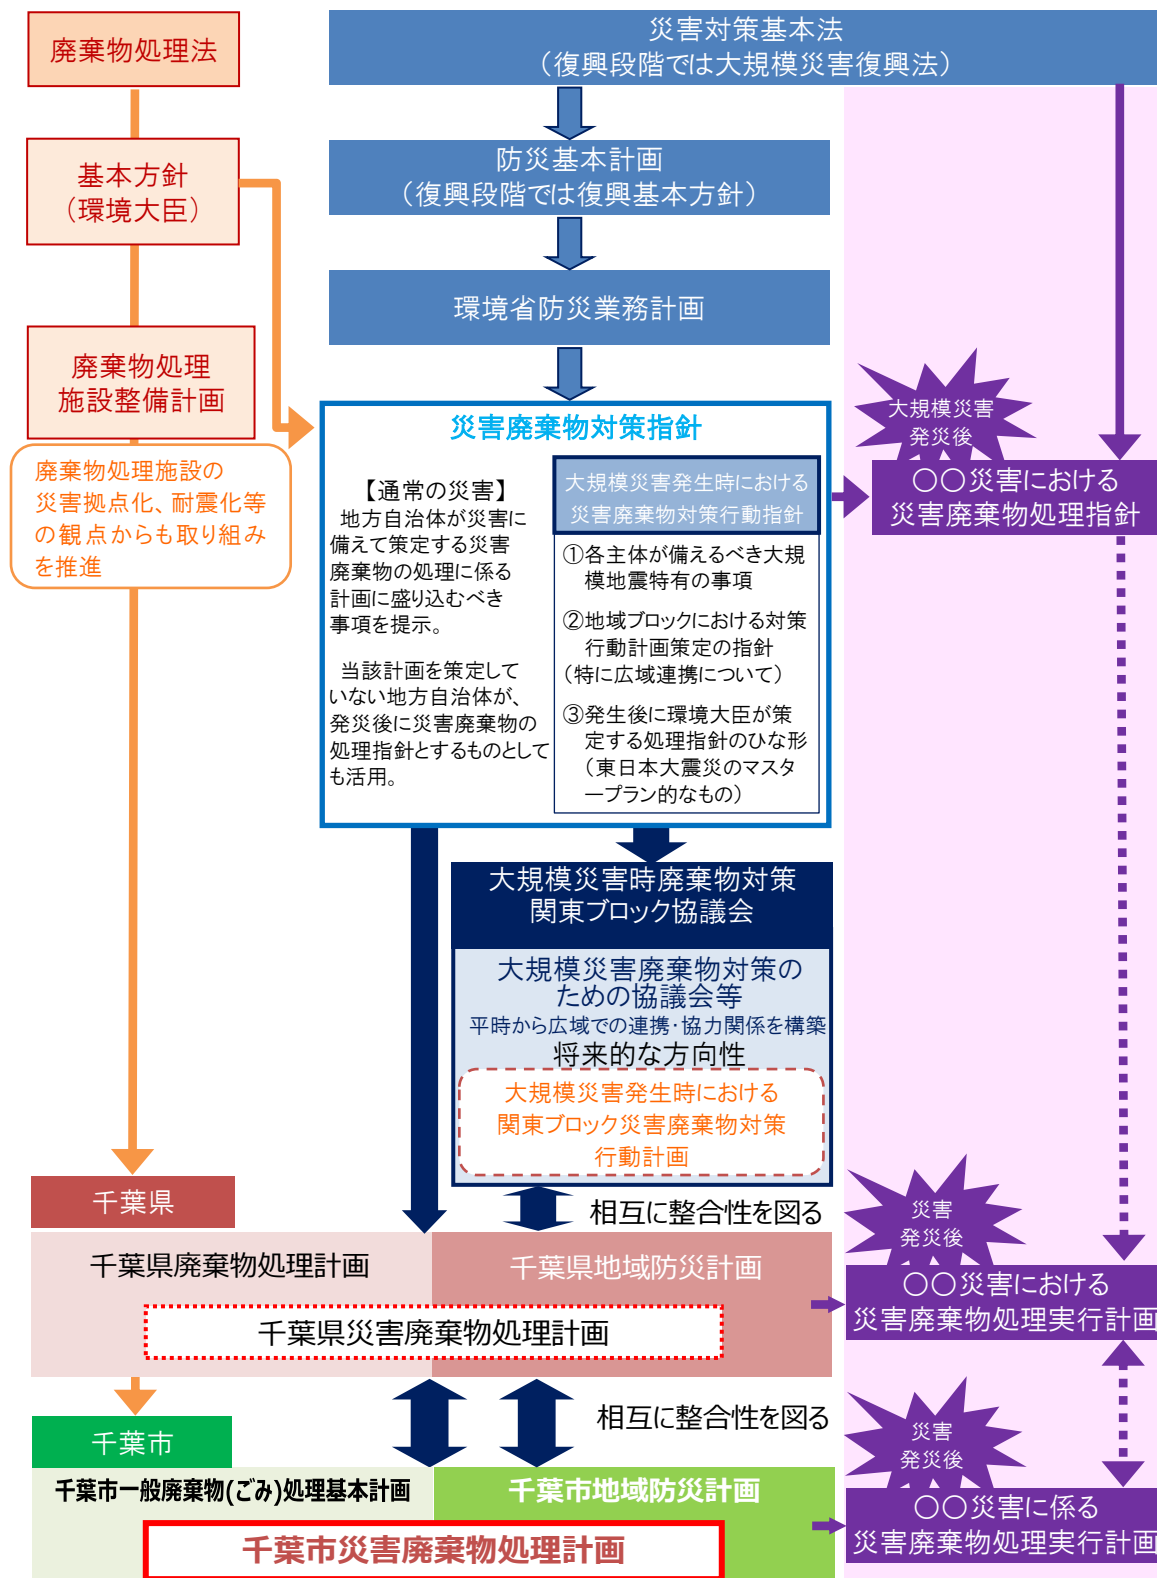 廃棄物処理法
災害対策基本法
（復興段階では大規模災害復興法）
基本方針
（環境大臣）
防災基本計画
（復興段階では復興基本方針）
環境省防災業務計画
廃棄物処理
施設整備計画
廃棄物処理施設の
災害拠点化、耐震化等
の観点からも取り組み
を推進
災害廃棄物対策指針
【通常の災害】
地方自治体が災害に
備えて策定する災害
廃棄物の処理に係る
計画に盛り込むべき
事項を提示。
当該計画を策定して
いない地方自治体が、
発災後に災害廃棄物の
処理指針とするものとして
も活用。
大規模災害発生時における
災害廃棄物対策行動指針
①各主体が備えるべき大規
模地震特有の事項
②地域ブロックにおける対策
行動計画策定の指針
（特に広域連携について）
③発生後に環境大臣が策
定する処理指針のひな形
（東日本大震災のマスタ
ープラン的なもの）
大規模災害
発災後
〇〇災害における
災害廃棄物処理指針
大規模災害時廃棄物対策
関東ブロック協議会
大規模災害廃棄物対策の
ための協議会等
平時から広域での連携・協力関係を構築
将来的な方向性
大規模災害発生時における
関東ブロック災害廃棄物対策
行動計画
相互に整合性を図る
千葉県
千葉県廃棄物処理計画
千葉県地域防災計画
千葉県災害廃棄物処理計画
災害
発災後
〇〇災害における
災害廃棄物処理実行計画
相互に整合性を図る
千葉市
千葉市一般廃棄物(ごみ)処理基本計画
千葉市地域防災計画
千葉市災害廃棄物処理計画
災害
発災後
〇〇災害に係る
災害廃棄物処理実行計画